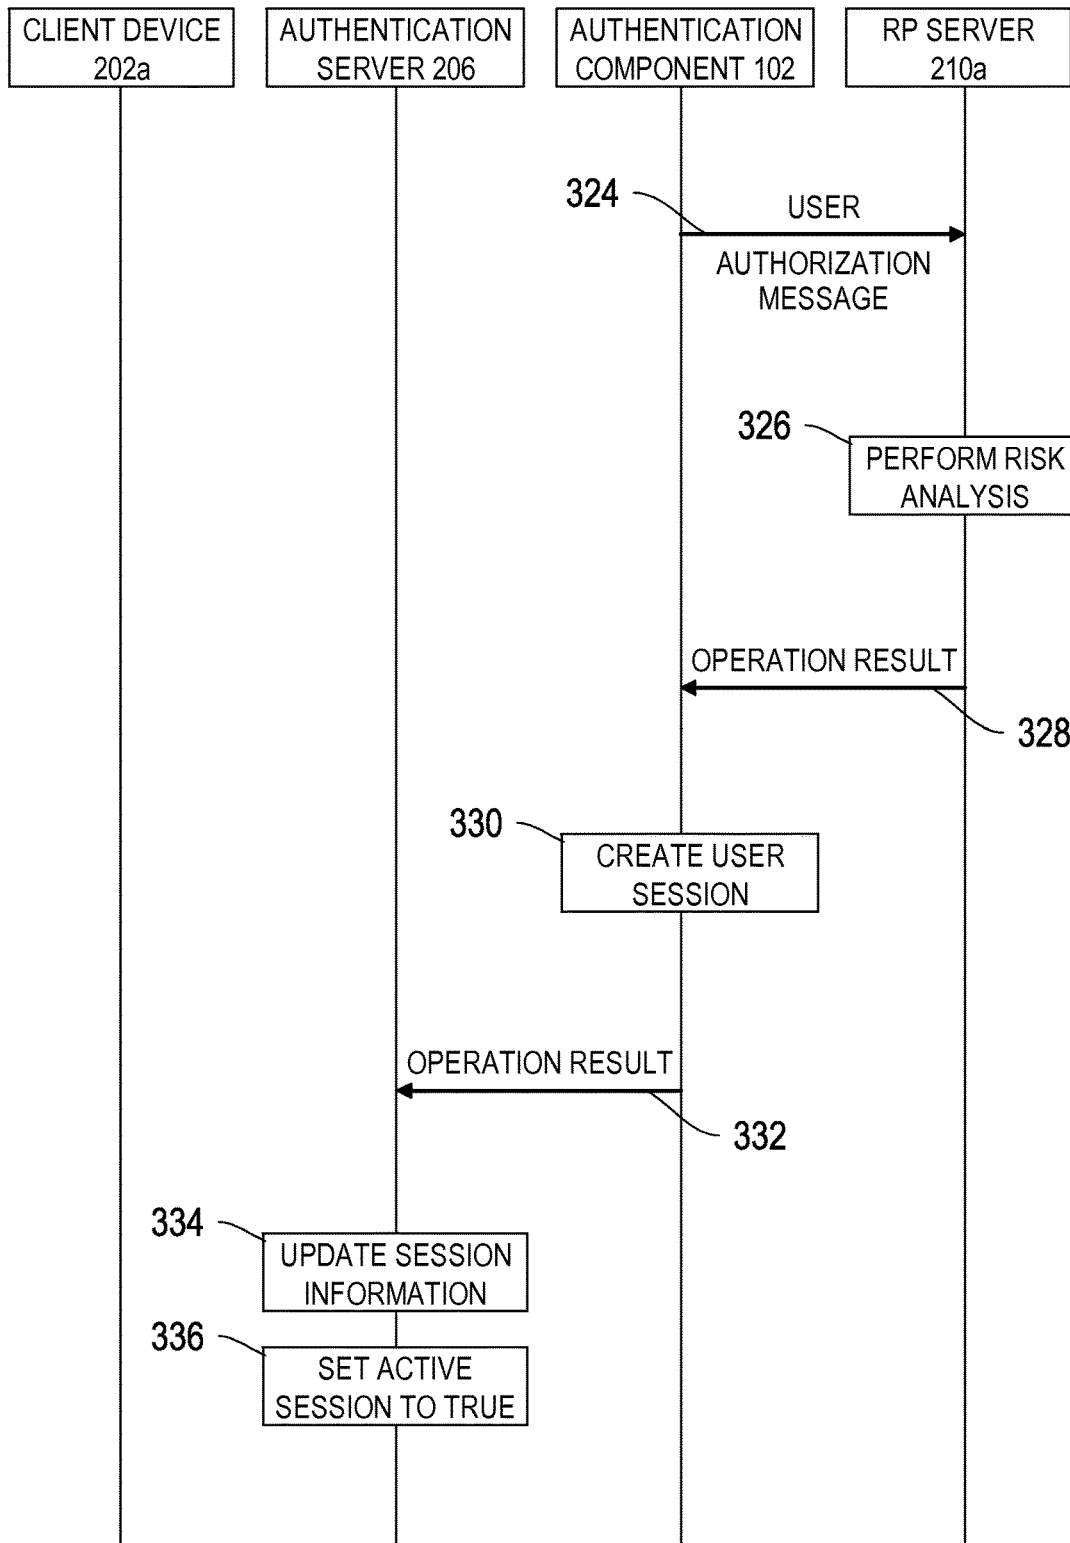 CLIENT DEVICE
202a
AUTHENTICATION
SERVER 206
AUTHENTICATION
COMPONENT 102
RP SERVER
210a
324
USER
AUTHORIZATION
MESSAGE
326
PERFORM RISK
ANALYSIS
OPERATION RESULT
328
330
CREATE USER
SESSION
OPERATION RESULT
332
334
UPDATE SESSION
INFORMATION
336
SET ACTIVE
SESSION TO TRUE